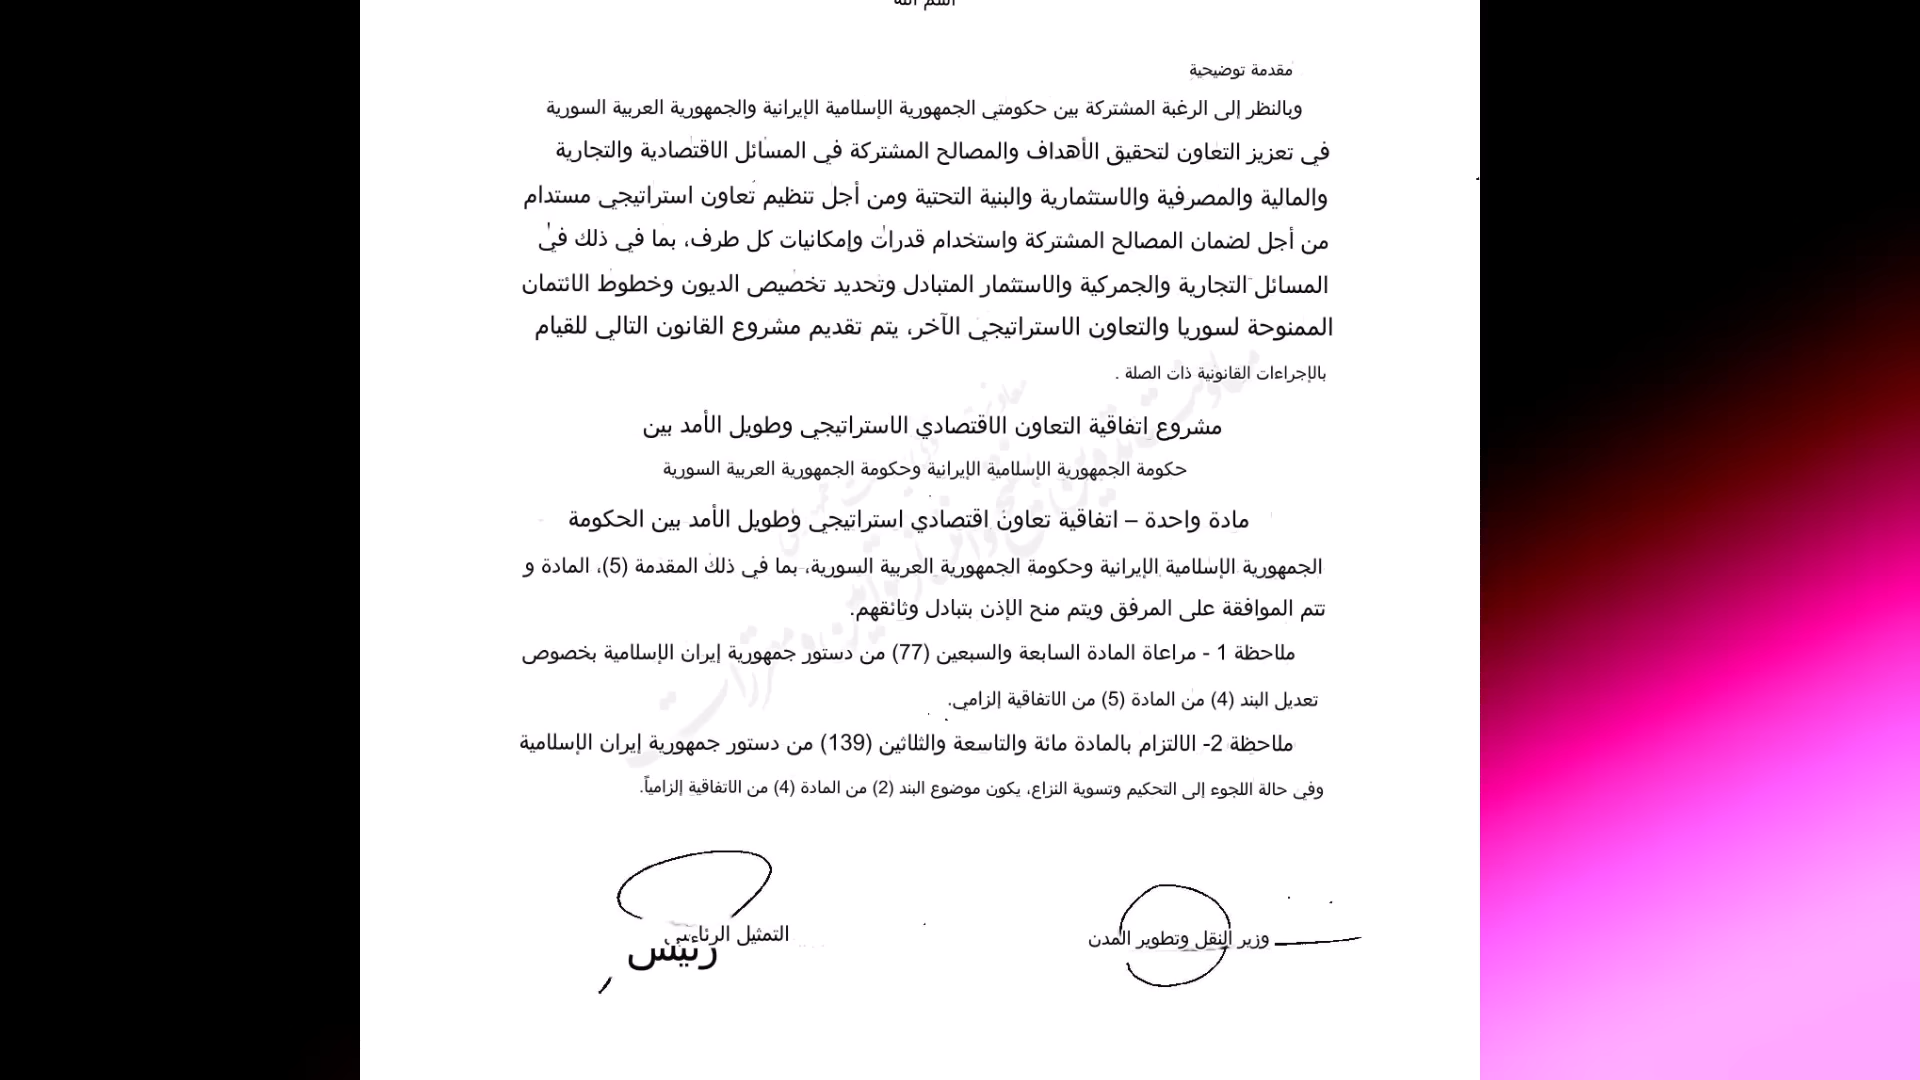 مقدمة توضيحية
وبالنظر إلى الرغبة المشتركة بين حكومتي الجمهورية الإسلامية الإيرانية والجمهورية العربية السورية
في تعزيز التعاون لتحقيق الأهداف والمصالح المشتركة في المسائل الاقتصادية والتجارية
والمالية والمصرفية والاستثمارية والبنية التحتية ومن أجل تنظيم تعاون استراتيجي مستدام
من أجل لضمان المصالح المشتركة واستخدام قدرات وإمكانيات كل طرف، بما في ذلك في
المسائل التجارية والجمركية والاستثمار المتبادل وتحديد تخصيص الديون وخطوط الائتمان
الممنوحة لسوريا والتعاون الاستراتيجي الآخر، يتم تقديم مشروع القانون التالي للقيام
بالإجراءات القانونية ذات الصلة .
مشروع اتفاقية التعاون الاقتصادي الاستراتيجي وطويل الأمد بين
حكومة الجمهورية الإسلامية الإيرانية وحكومة الجمهورية العربية السورية
مادة واحدة – اتفاقية تعاون اقتصادي استراتيجي وطويل الأمد بين الحكومة
الجمهورية الإسلامية الإيرانية وحكومة الجمهورية العربية السورية، بما في ذلك المقدمة (5)، المادة و
تتم الموافقة على المرفق ويتم منح الإذن بتبادل وثائقهم.
ملاحظة 1 - مراعاة المادة السابعة والسبعين (77) من دستور جمهورية إيران الإسلامية بخصوص
تعديل البند (4) من المادة (5) من الاتفاقية إلزامي.
ملاحظة 2- الالتزام بالمادة مائة والتاسعة والثلاثين (139) من دستور جمهورية إيران الإسلامية
وفي حالة اللجوء إلى التحكيم وتسوية النزاع، يكون موضوع البند (2) من المادة (4) من الاتفاقية إلزامياً.
وزير النقل وتطوير المدن
التمثيل الرئاسي
رئيس